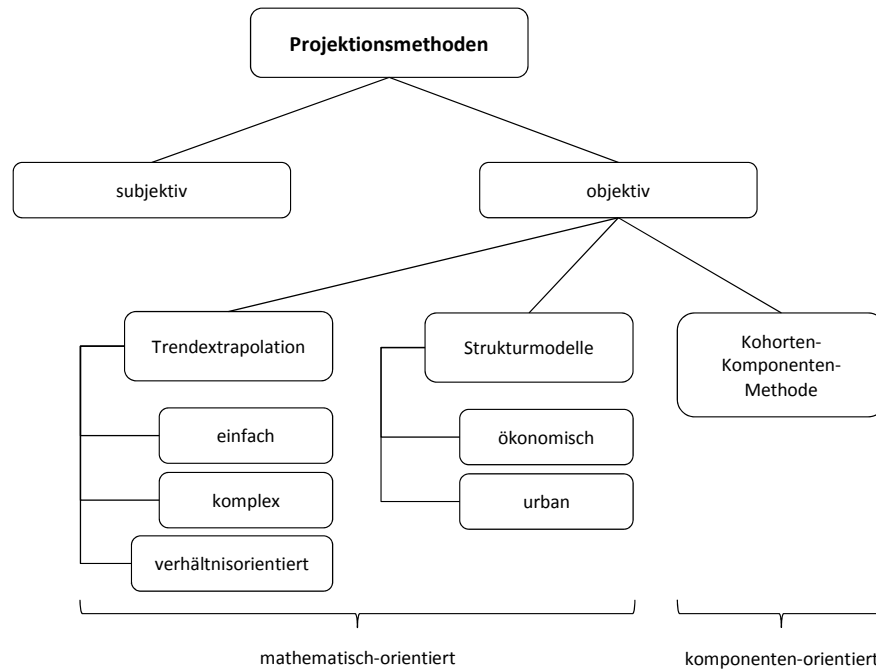 Projektionsmethoden
subjektiv
objektiv
Trendextrapolation
Strukturmodelle
Kohorten-
Komponenten-
Methode
einfach
ökonomisch
komplex
urban
verhältnisorientiert
mathematisch-orientiert
komponenten-orientiert